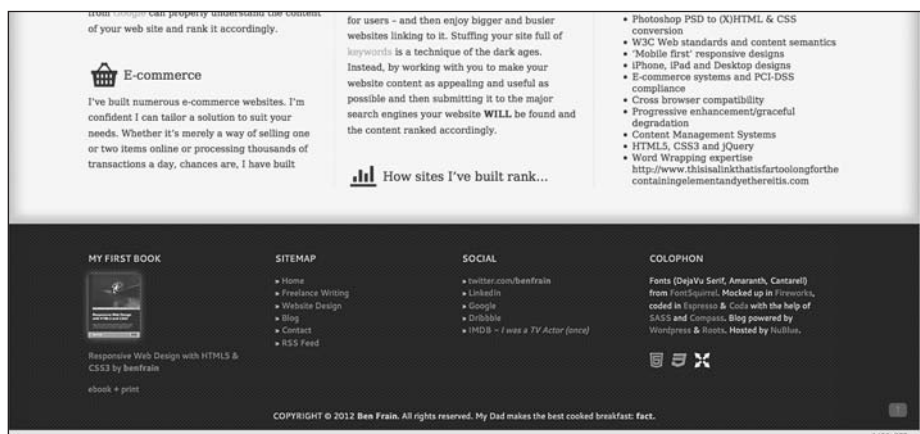 from Google can properly understand the content
of your web site and rank it accordingly.
E-commerce
I've built numerous e-commerce websites. I'm
confident I can tailor a solution to suit your
needs. Whether it's merely a way of selling one
or two items online or processing thousands of
transactions a day, chances are, I have built
for users – and then enjoy bigger and busier
websites linking to it. Stuffing your site full of
keywords is a technique of the dark ages.
Instead, by working with you to make your
website content as appealing and useful as
possible and then submitting it to the major
search engines your website WILL be found and
the content ranked accordingly.
How sites I've built rank...
• Photoshop PSD to (X)HTML & CSS
conversion
• W3C Web standards and content semantics
• 'Mobile first' responsive designs
• iPhone, iPad and Desktop designs
• E-commerce systems and PCI-DSS
compliance
• Cross browser compatibility
• Progressive enhancement/graceful
degradation
• Content Management Systems
• HTML5, CSS3 and jQuery
• Word Wrapping expertise
http://www.thisisalinkthatisfartoolongforthe
containingelementandyethereitis.com
MY FIRST BOOK
Responsive Web Design with HTML5 &
CSS3 by benfrain
ebook + print
SITEMAP
» Home
» Freelance Writing
» Website Design
» Blog
» Contact
» RSS Feed
SOCIAL
» twitter.com/benfrain
» LinkedIn
» Google
» Dribbble
» IMDB – I was a TV Actor (once)
COLOPHON
Fonts (DejaVu Serif, Amaranth, Cantarell)
from FontSquirrel. Mocked up in Fireworks,
coded in Espresso & Coda with the help of
SASS and Compass. Blog powered by
Wordpress & Roots. Hosted by NuBlue.
COPYRIGHT © 2012 Ben Frain. All rights reserved. My Dad makes the best cooked breakfast: fact.